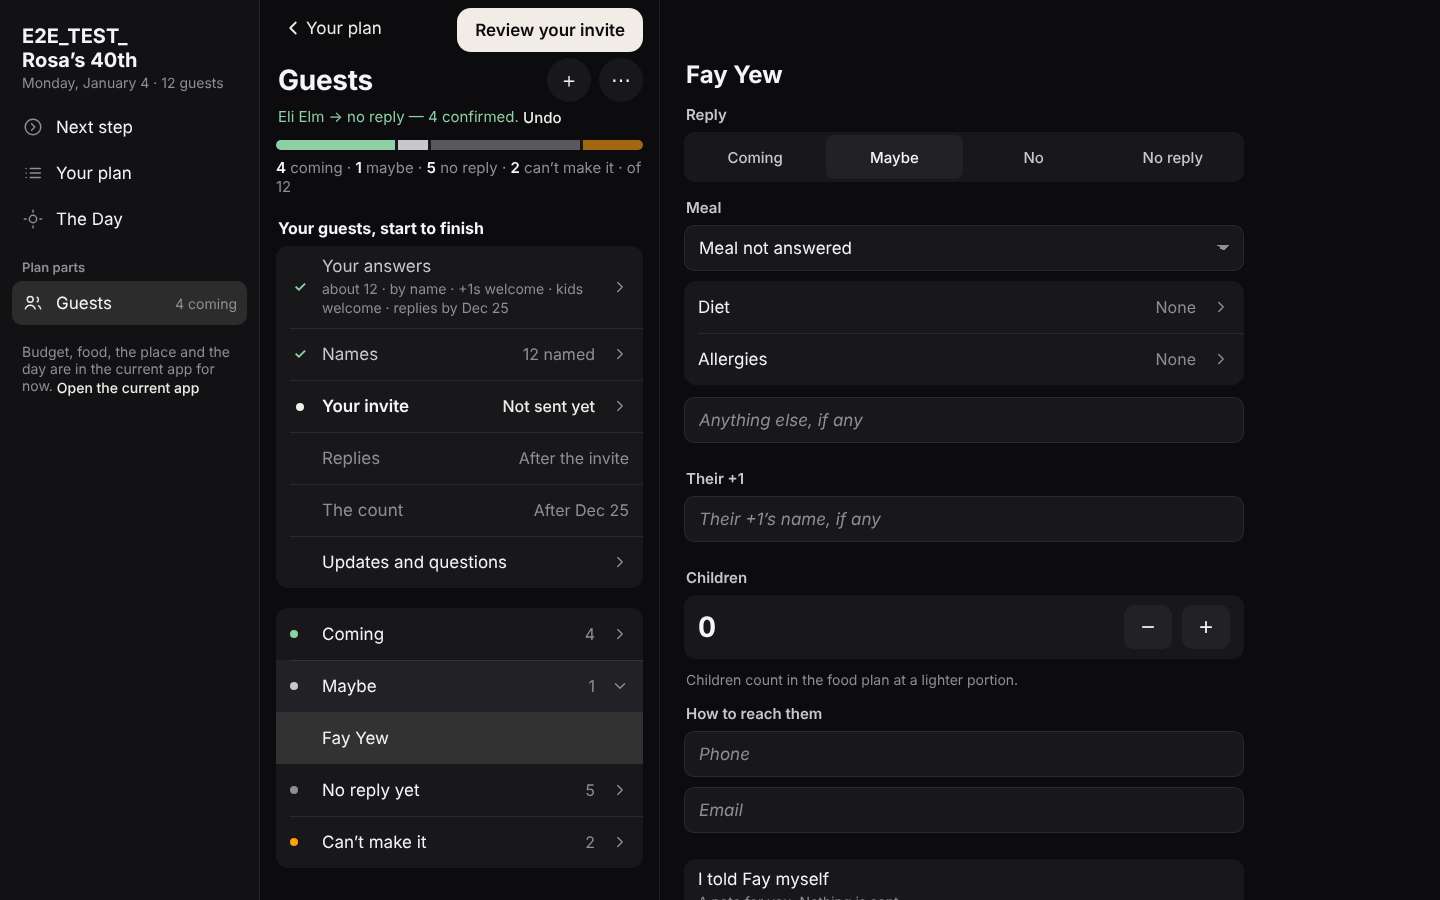 E2E_TEST_
Rosa’s 40th
Monday, January 4 · 12 guests
Next step
Your plan
The Day
Plan parts
Guests
4 coming
Budget, food, the place and the
day are in the current app for
now. Open the current app
Your plan
Review your invite
Guests
Eli Elm → no reply — 4 confirmed. Undo
4 coming · 1 maybe · 5 no reply · 2 can’t make it · of
12
Your guests, start to finish
Your answers
about 12 · by name · +1s welcome · kids
welcome · replies by Dec 25
Names
12 named
Your invite
Not sent yet
Replies
After the invite
The count
After Dec 25
Updates and questions
Coming
4
Maybe
1
Fay Yew
No reply yet
5
Can’t make it
2
Fay Yew
Reply
Coming
Maybe
No
No reply
Meal
Meal not answered
Diet
None
Allergies
None
Anything else, if any
Their +1
Their +1’s name, if any
Children
0
Children count in the food plan at a lighter portion.
How to reach them
Phone
Email
I told Fay myself